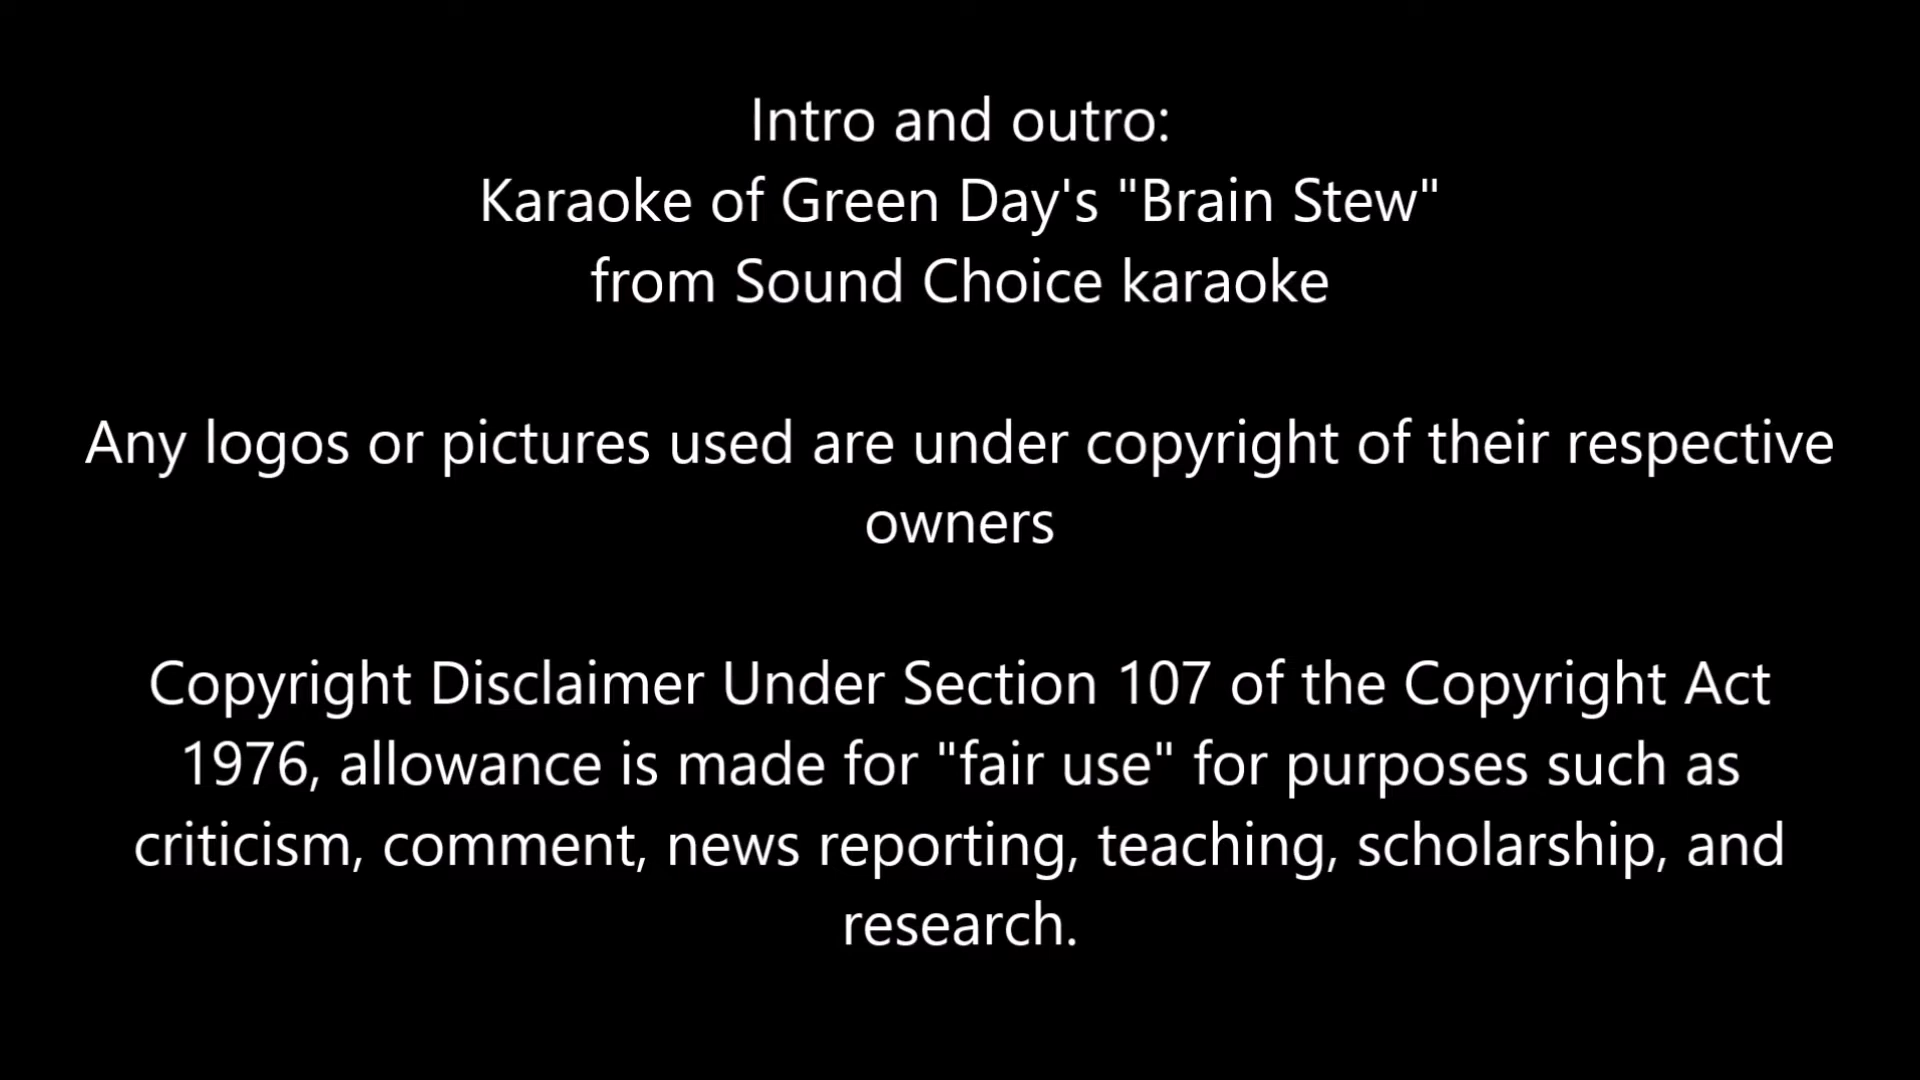 Intro and outro:
Karaoke of Green Day's "Brain Stew"
from Sound Choice karaoke
Any logos or pictures used are under copyright of their respective
owners
Copyright Disclaimer Under Section 107 of the Copyright Act
1976, allowance is made for "fair use" for purposes such as
criticism, comment, news reporting, teaching, scholarship, and
research.